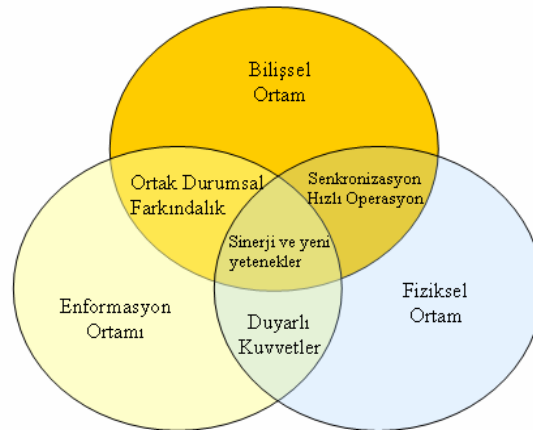 Bilişsel
Ortam
Ortak Durumsal
Farkındalık
Senkronizasyon
Hızlı Operasyon
Sinerji ve yeni
yetenekler
Enformasyon
Ortamı
Duyarlı
Kuvvetler
Fiziksel
Ortam